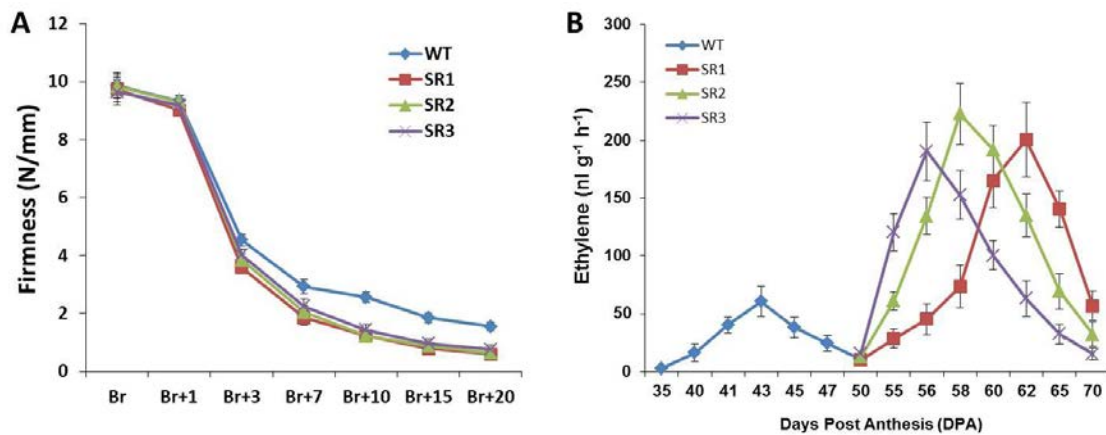 A
12
10
8
6
4
2
0
Firmness (N/mm)
WT
SR1
SR2
SR3
Br Br+1 Br+3 Br+7 Br+10 Br+15 Br+20
B
300
250
200
150
100
50
0
Ethylene (nl g⁻¹ h⁻¹)
WT
SR1
SR2
SR3
35 40 41 43 45 47 50 55 56 58 60 62 65 70
Days Post Anthesis (DPA)